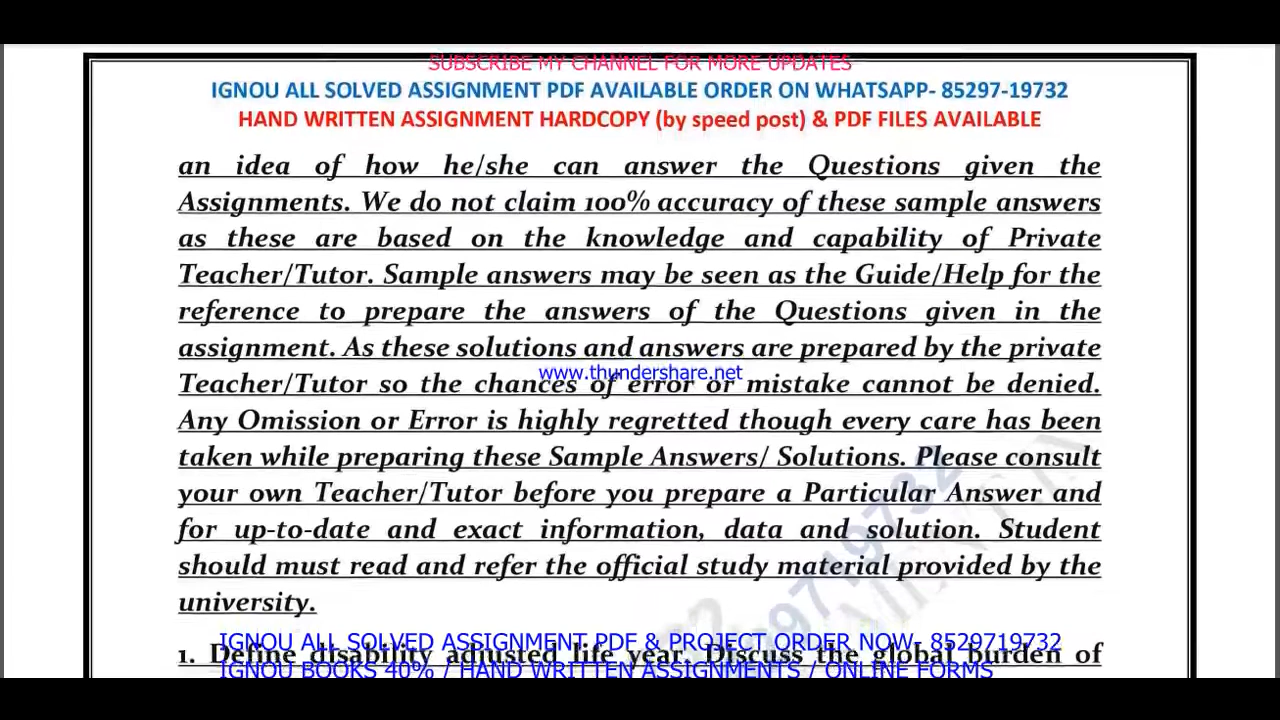 SUBSCRIBE MY CHANNEL FOR MORE UPDATES
IGNOU ALL SOLVED ASSIGNMENT PDF AVAILABLE ORDER ON WHATSAPP- 85297-19732
HAND WRITTEN ASSIGNMENT HARDCOPY (by speed post) & PDF FILES AVAILABLE
an idea of how he/she can answer the Questions given the
Assignments. We do not claim 100% accuracy of these sample answers
as these are based on the knowledge and capability of Private
Teacher/Tutor. Sample answers may be seen as the Guide/Help for the
reference to prepare the answers of the Questions given in the
assignment. As these solutions and answers are prepared by the private
www.thundershare.net
Teacher/Tutor so the chances of error or mistake cannot be denied.
Any Omission or Error is highly regretted though every care has been
taken while preparing these Sample Answers/ Solutions. Please consult
your own Teacher/Tutor before you prepare a Particular Answer and
for up-to-date and exact information, data and solution. Student
should must read and refer the official study material provided by the
university.
IGNOU ALL SOLVED ASSIGNMENT PDF & PROJECT ORDER NOW- 8529719732
1. Define disability adjusted life year. Discuss the global burden of
IGNOU BOOKS 40% / HAND WRITTEN ASSIGNMENTS / ONLINE FORMS